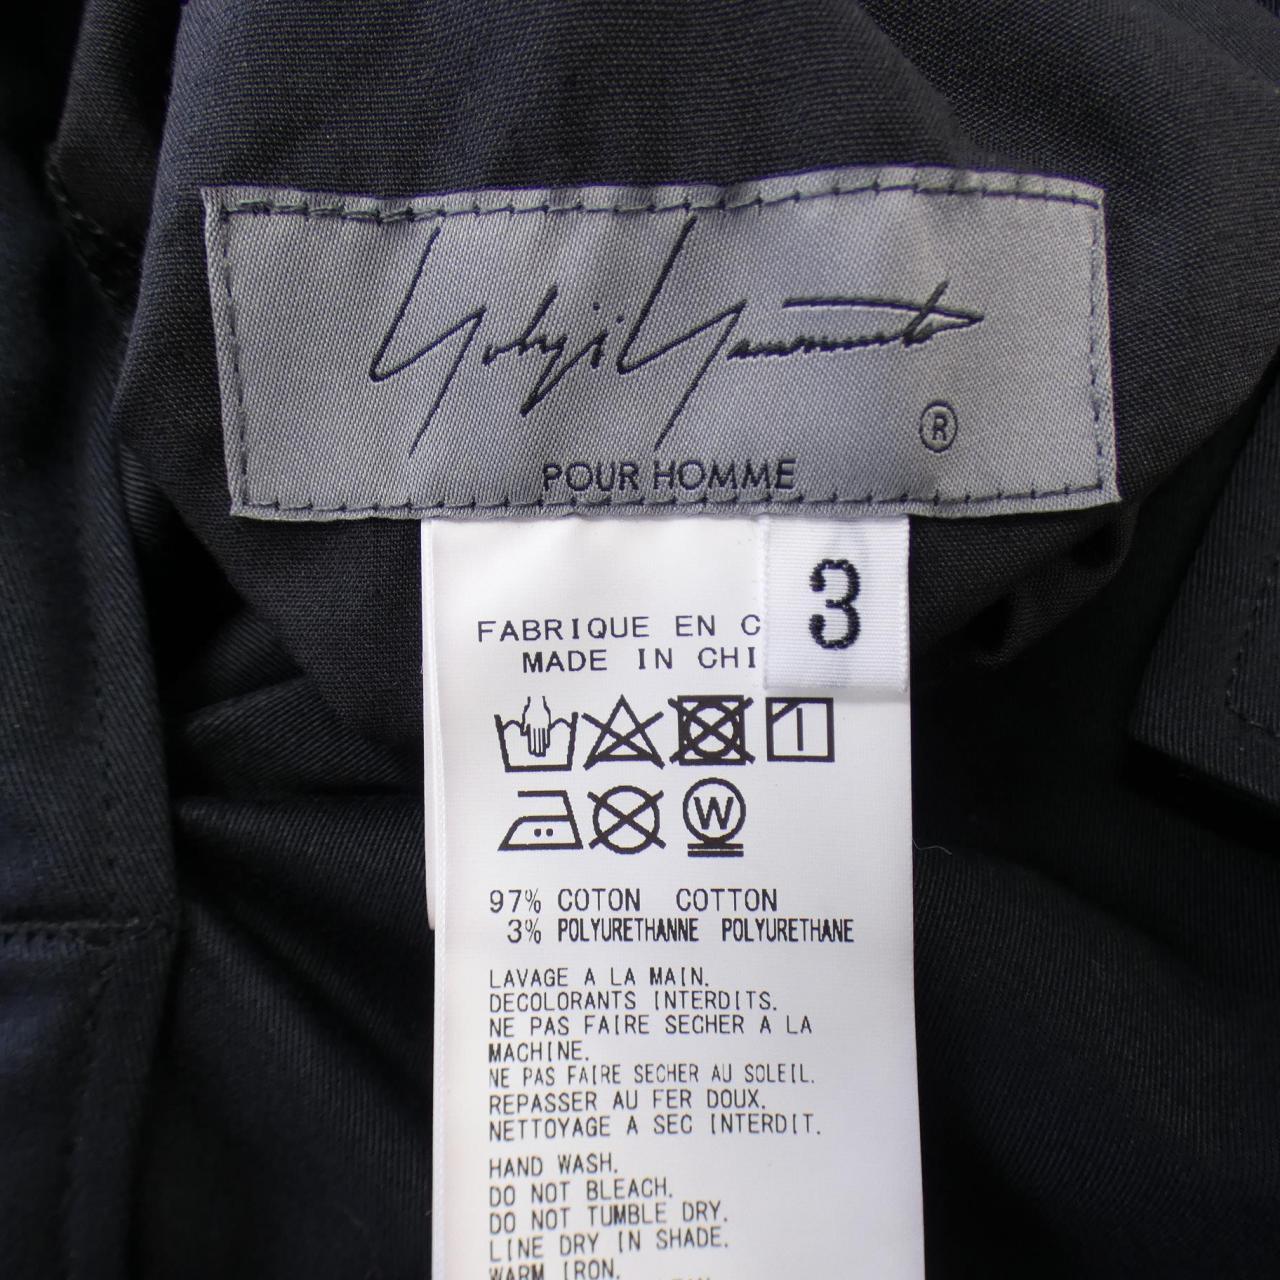 Yohji Yamamoto
®
POUR HOMME
3
FABRIQUE EN C
MADE IN CHI
W
97% COTON COTTON
3% POLYURETHANNE POLYURETHANE
LAVAGE A LA MAIN.
DECOLORANTS INTERDITS.
NE PAS FAIRE SECHER A LA
MACHINE.
NE PAS FAIRE SECHER AU SOLEIL.
REPASSER AU FER DOUX.
NETTOYAGE A SEC INTERDIT.
HAND WASH.
DO NOT BLEACH.
DO NOT TUMBLE DRY.
LINE DRY IN SHADE.
WARM IRON.